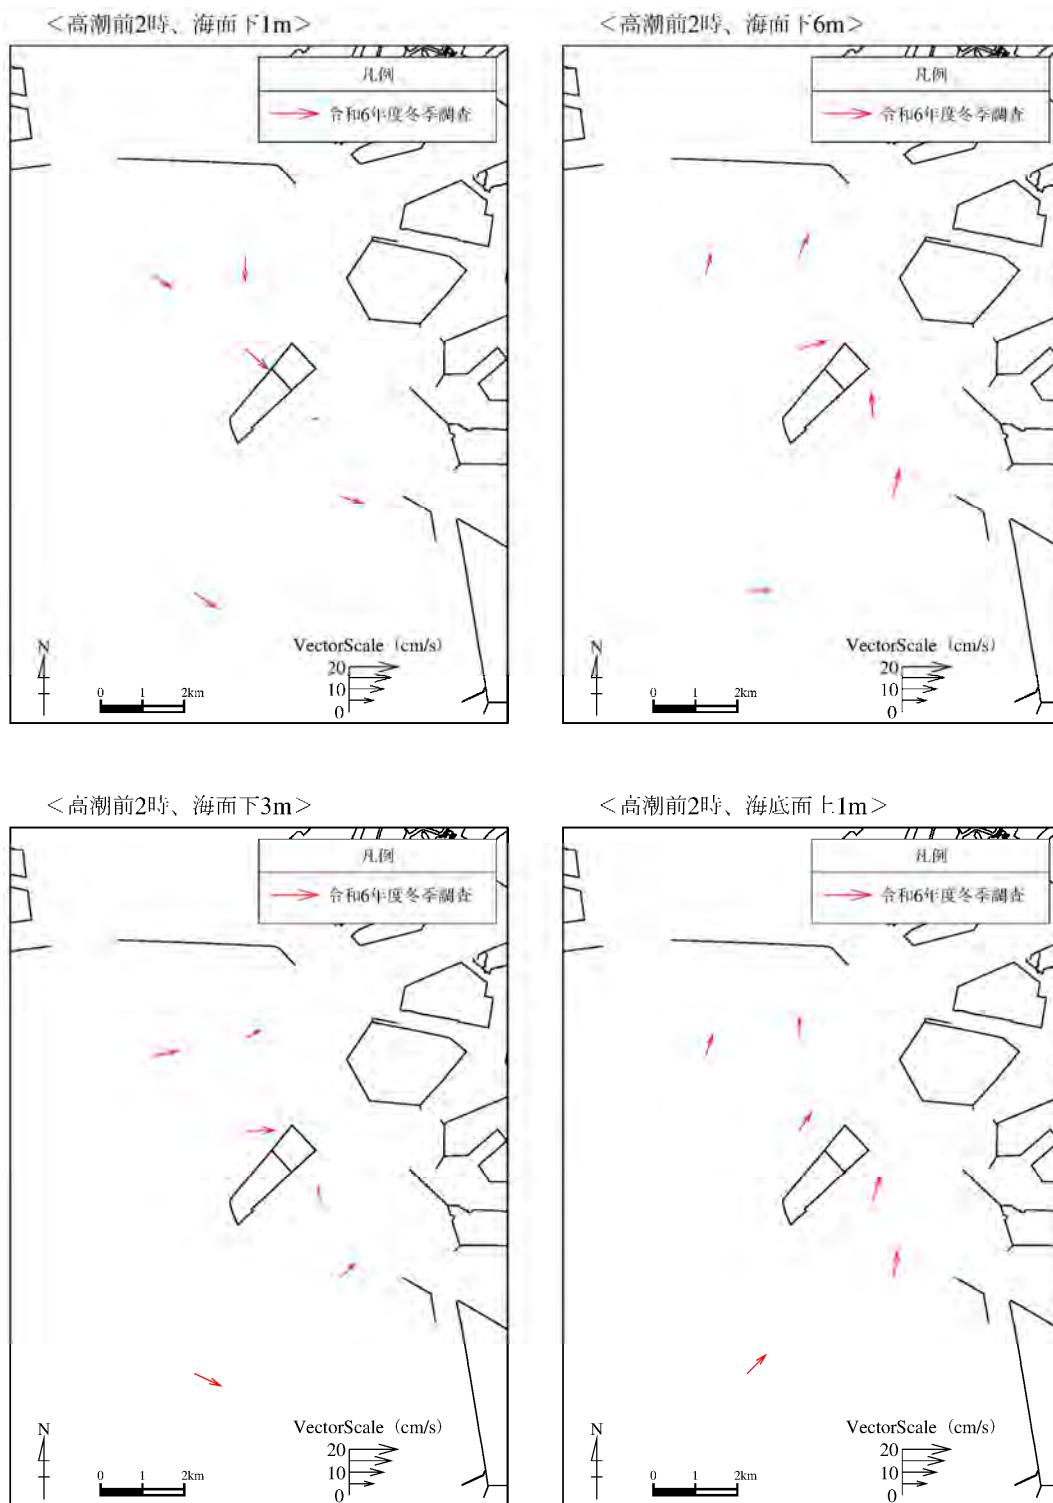 ＜高潮前2時、海面下1m＞
凡例
令和6年度冬季調査
N
0 1 2km
VectorScale（cm/s）
20
10
0
＜高潮前2時、海面下6m＞
凡例
令和6年度冬季調査
N
0 1 2km
VectorScale（cm/s）
20
10
0
＜高潮前2時、海面下3m＞
凡例
令和6年度冬季調査
N
0 1 2km
VectorScale（cm/s）
20
10
0
＜高潮前2時、海底面上1m＞
凡例
令和6年度冬季調査
N
0 1 2km
VectorScale（cm/s）
20
10
0